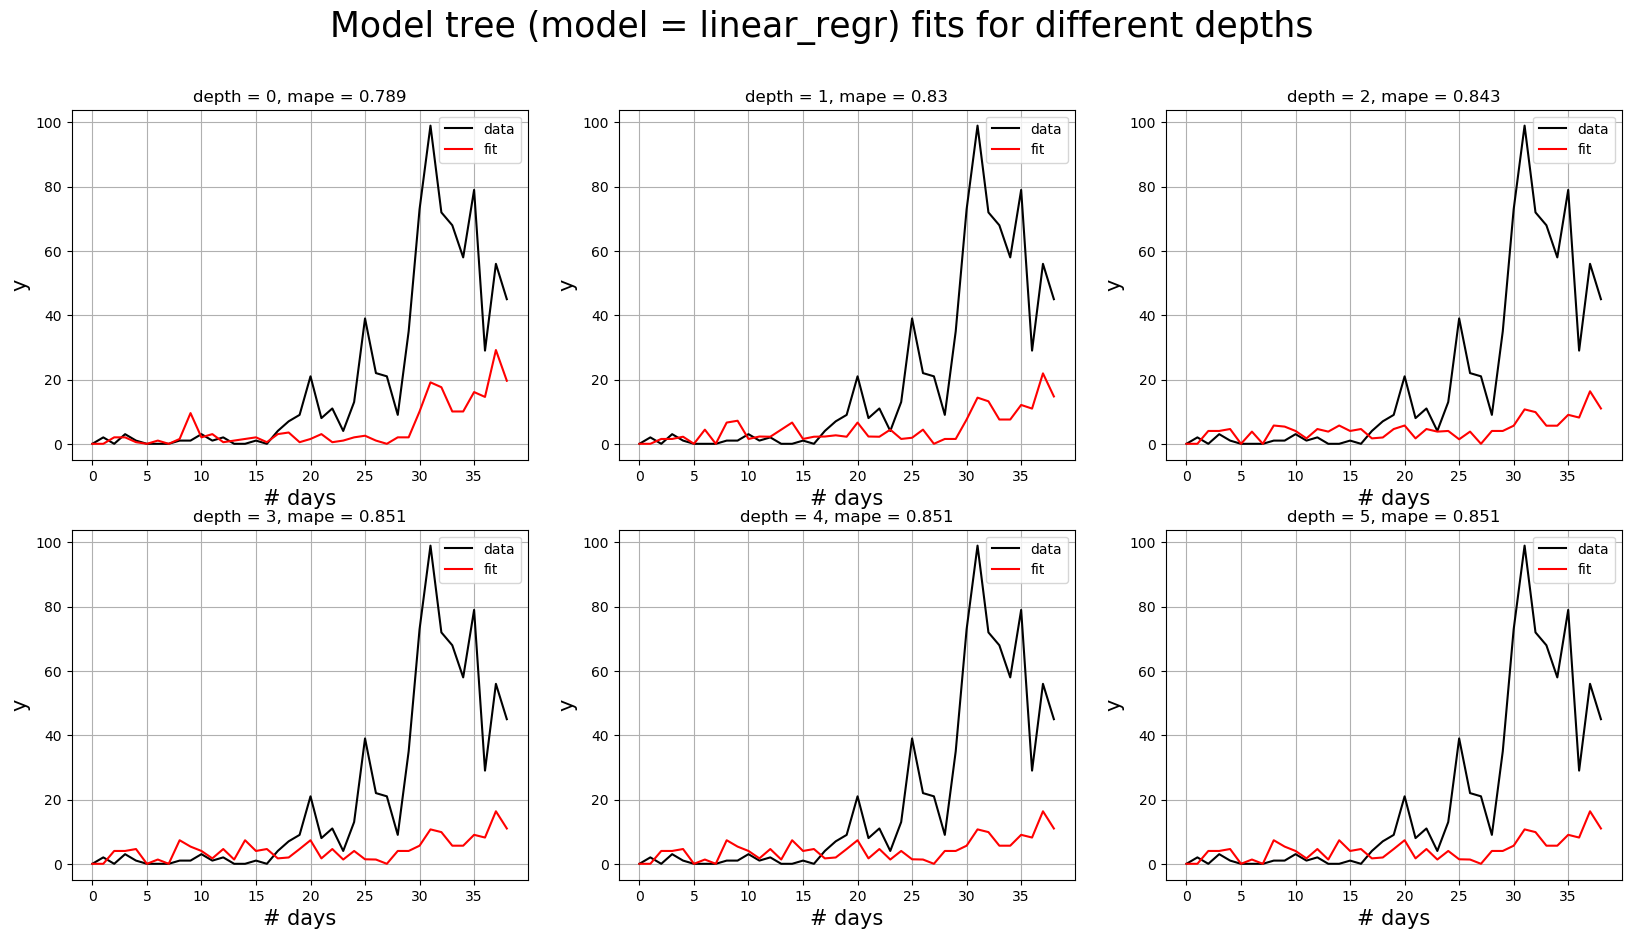 Model tree (model = linear_regr) fits for different depths
depth = 0, mape = 0.789
100
80
60
40
20
0
y
data
fit
0 5 10 15 20 25 30 35
# days
depth = 1, mape = 0.83
100
80
60
40
20
0
y
data
fit
0 5 10 15 20 25 30 35
# days
depth = 2, mape = 0.843
100
80
60
40
20
0
y
data
fit
0 5 10 15 20 25 30 35
# days
depth = 3, mape = 0.851
100
80
60
40
20
0
y
data
fit
0 5 10 15 20 25 30 35
# days
depth = 4, mape = 0.851
100
80
60
40
20
0
y
data
fit
0 5 10 15 20 25 30 35
# days
depth = 5, mape = 0.851
100
80
60
40
20
0
y
data
fit
0 5 10 15 20 25 30 35
# days